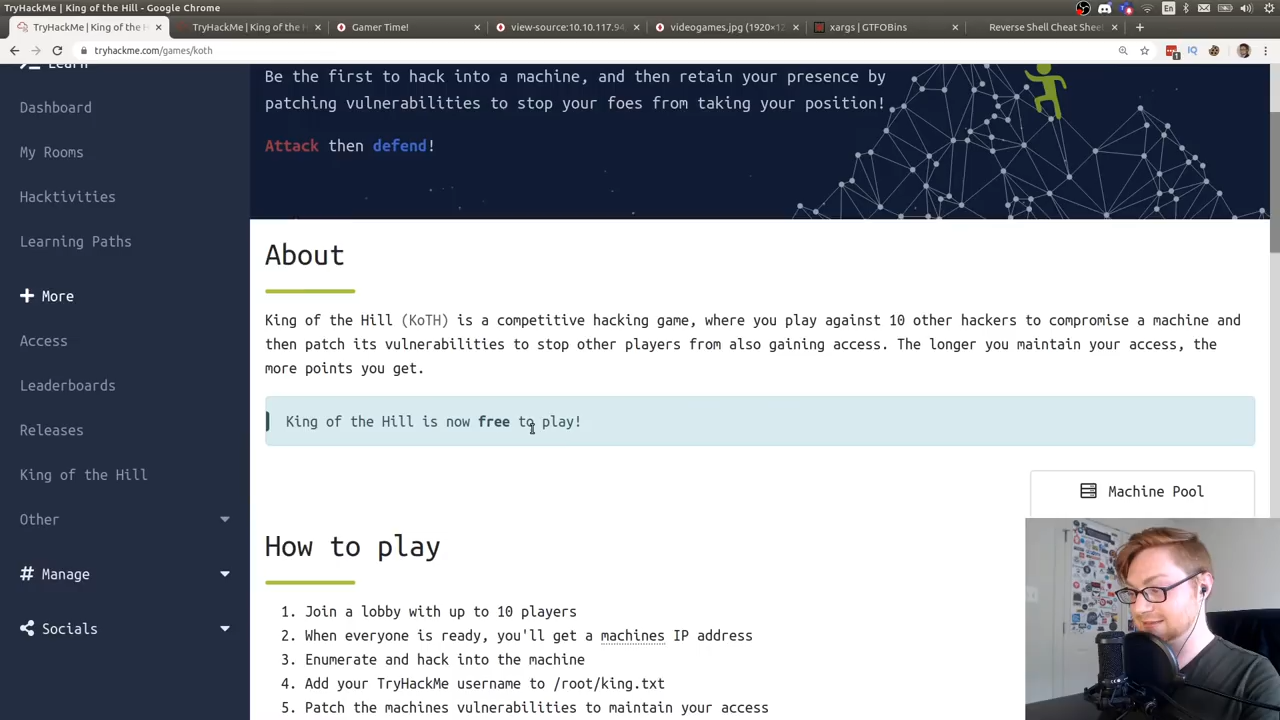 TryHackMe | King of the Hill - Google Chrome
En
TryHackMe | King of the H
TryHackMe | King of the H
Gamer Time!
view-source:10.10.117.94
videogames.jpg (1920×12
xargs | GTFOBins
Reverse Shell Cheat Sheet
tryhackme.com/games/koth
Learn
Dashboard
My Rooms
Hacktivities
Learning Paths
More
Access
Leaderboards
Releases
King of the Hill
Other
# Manage
Socials
Be the first to hack into a machine, and then retain your presence by
patching vulnerabilities to stop your foes from taking your position!
Attack then defend!
About
King of the Hill (KoTH) is a competitive hacking game, where you play against 10 other hackers to compromise a machine and
then patch its vulnerabilities to stop other players from also gaining access. The longer you maintain your access, the
more points you get.
King of the Hill is now free to play!
Machine Pool
How to play
1. Join a lobby with up to 10 players
2. When everyone is ready, you'll get a machines IP address
3. Enumerate and hack into the machine
4. Add your TryHackMe username to /root/king.txt
5. Patch the machines vulnerabilities to maintain your access